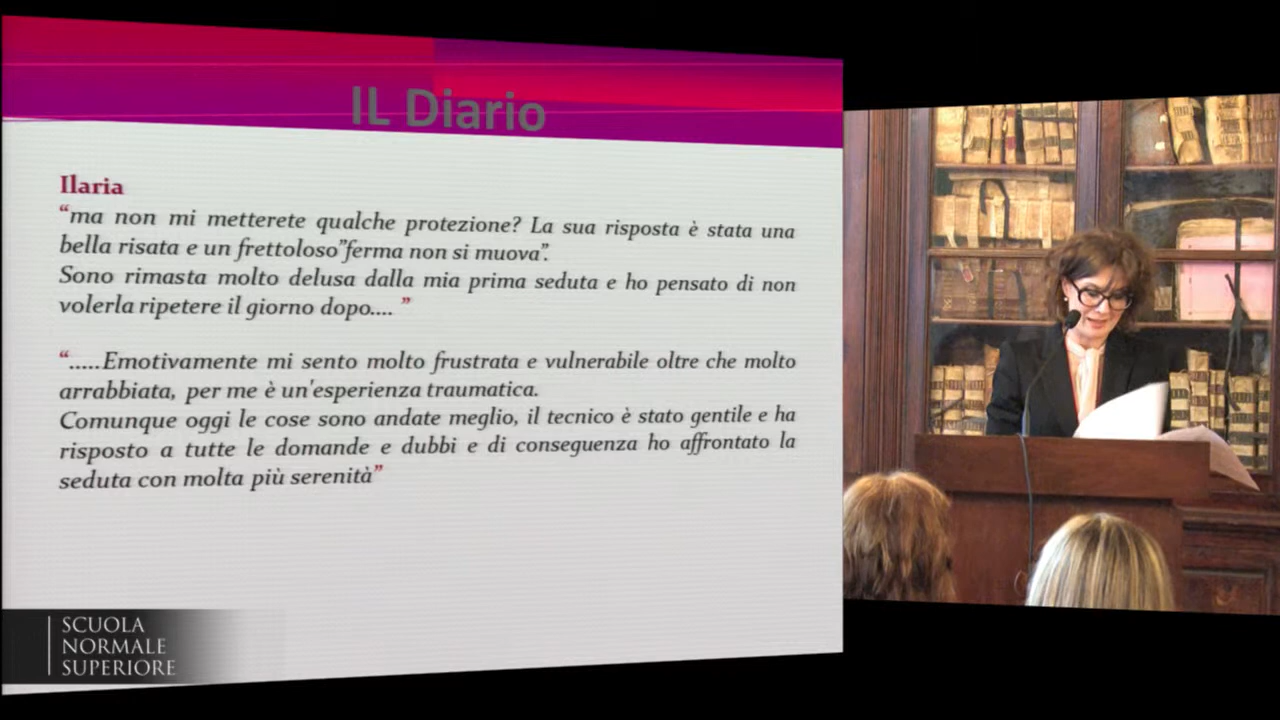 IL Diario
Ilaria
“ma non mi metterete qualche protezione? La sua risposta è stata una
bella risata e un frettoloso”ferma non si muova”.
Sono rimasta molto delusa dalla mia prima seduta e ho pensato di non
volerla ripetere il giorno dopo.... ”
“.....Emotivamente mi sento molto frustrata e vulnerabile oltre che molto
arrabbiata, per me è un'esperienza traumatica.
Comunque oggi le cose sono andate meglio, il tecnico è stato gentile e ha
risposto a tutte le domande e dubbi e di conseguenza ho affrontato la
seduta con molta più serenità”
SCUOLA
NORMALE
SUPERIORE